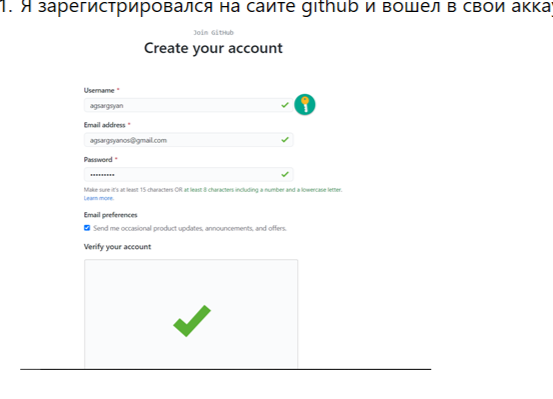 1. Я зарегистрировался на сайте github и вошел в свой
Join GitHub
Create your account
Username *
agsargsyan
Email address *
agsargsyanos@gmail.com
Password *
•••••••••
Make sure it's at least 15 characters OR at least 8 characters including a number and a lowercase letter.
Learn more.
Email preferences
Send me occasional product updates, announcements, and offers.
Verify your account